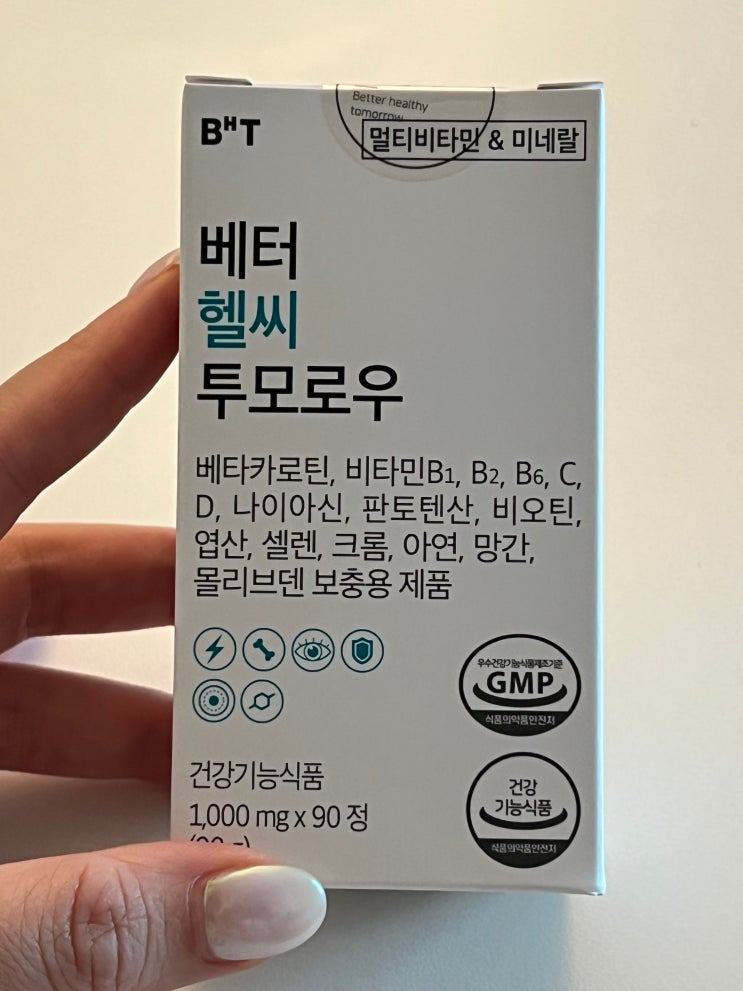 Better healthy
tomorrow
BHT
멀티비타민 & 미네랄
베터
헬씨
투모로우
베타카로틴, 비타민B1, B2, B6, C,
D, 나이아신, 판토텐산, 비오틴,
엽산, 셀렌, 크롬, 아연, 망간,
몰리브덴 보충용 제품
우수건강기능식품제조기준
GMP
식품의약품안전처
건강기능식품
1,000 mg x 90 정
건강
기능식품
식품의약품안전처